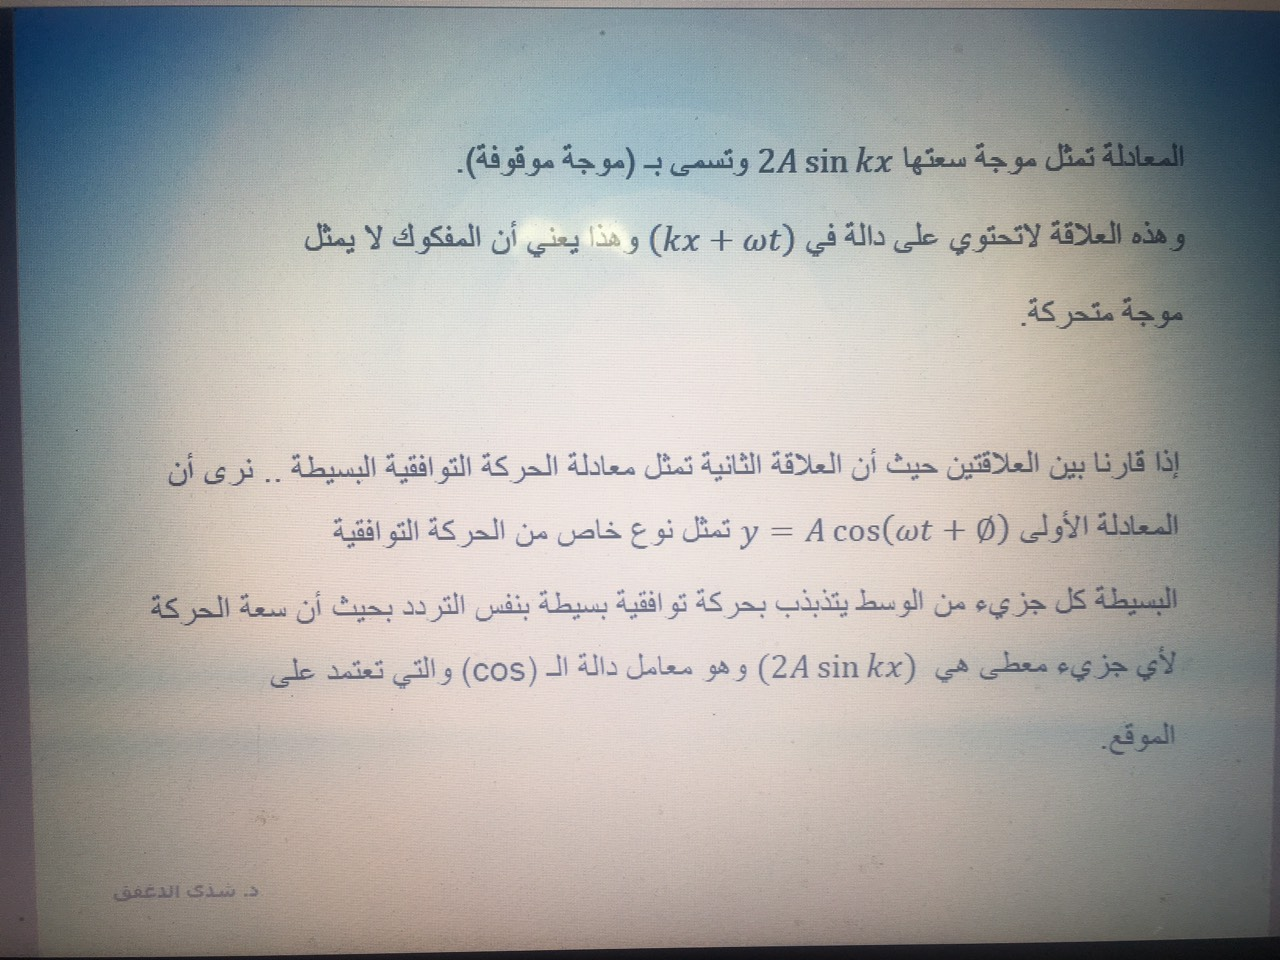 المعادلة تمثل موجة سعتها 2A sin kx وتسمى بـ (موجة موقوفة).
وهذه العلاقة لاتحتوي على دالة في (kx + ωt) وهذا يعني أن المفكوك لا يمثل
موجة متحركة.
إذا قارنا بين العلاقتين حيث أن العلاقة الثانية تمثل معادلة الحركة التوافقية البسيطة .. نرى أن
المعادلة الأولى y = A cos(ωt + Ø) تمثل نوع خاص من الحركة التوافقية
البسيطة كل جزيء من الوسط يتذبذب بحركة توافقية بسيطة بنفس التردد بحيث أن سعة الحركة
لأي جزيء معطى هي (2A sin kx) وهو معامل دالة الـ (cos) والتي تعتمد على
الموقع.
د. شدى الدغفق